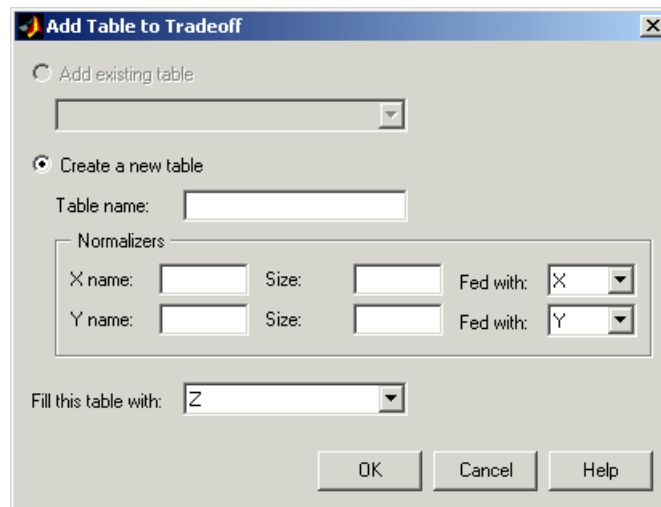 Add Table to Tradeoff
Add existing table
Create a new table
Table name:
Normalizers
X name: Size: Fed with: X
Y name: Size: Fed with: Y
Fill this table with: Z
OK Cancel Help